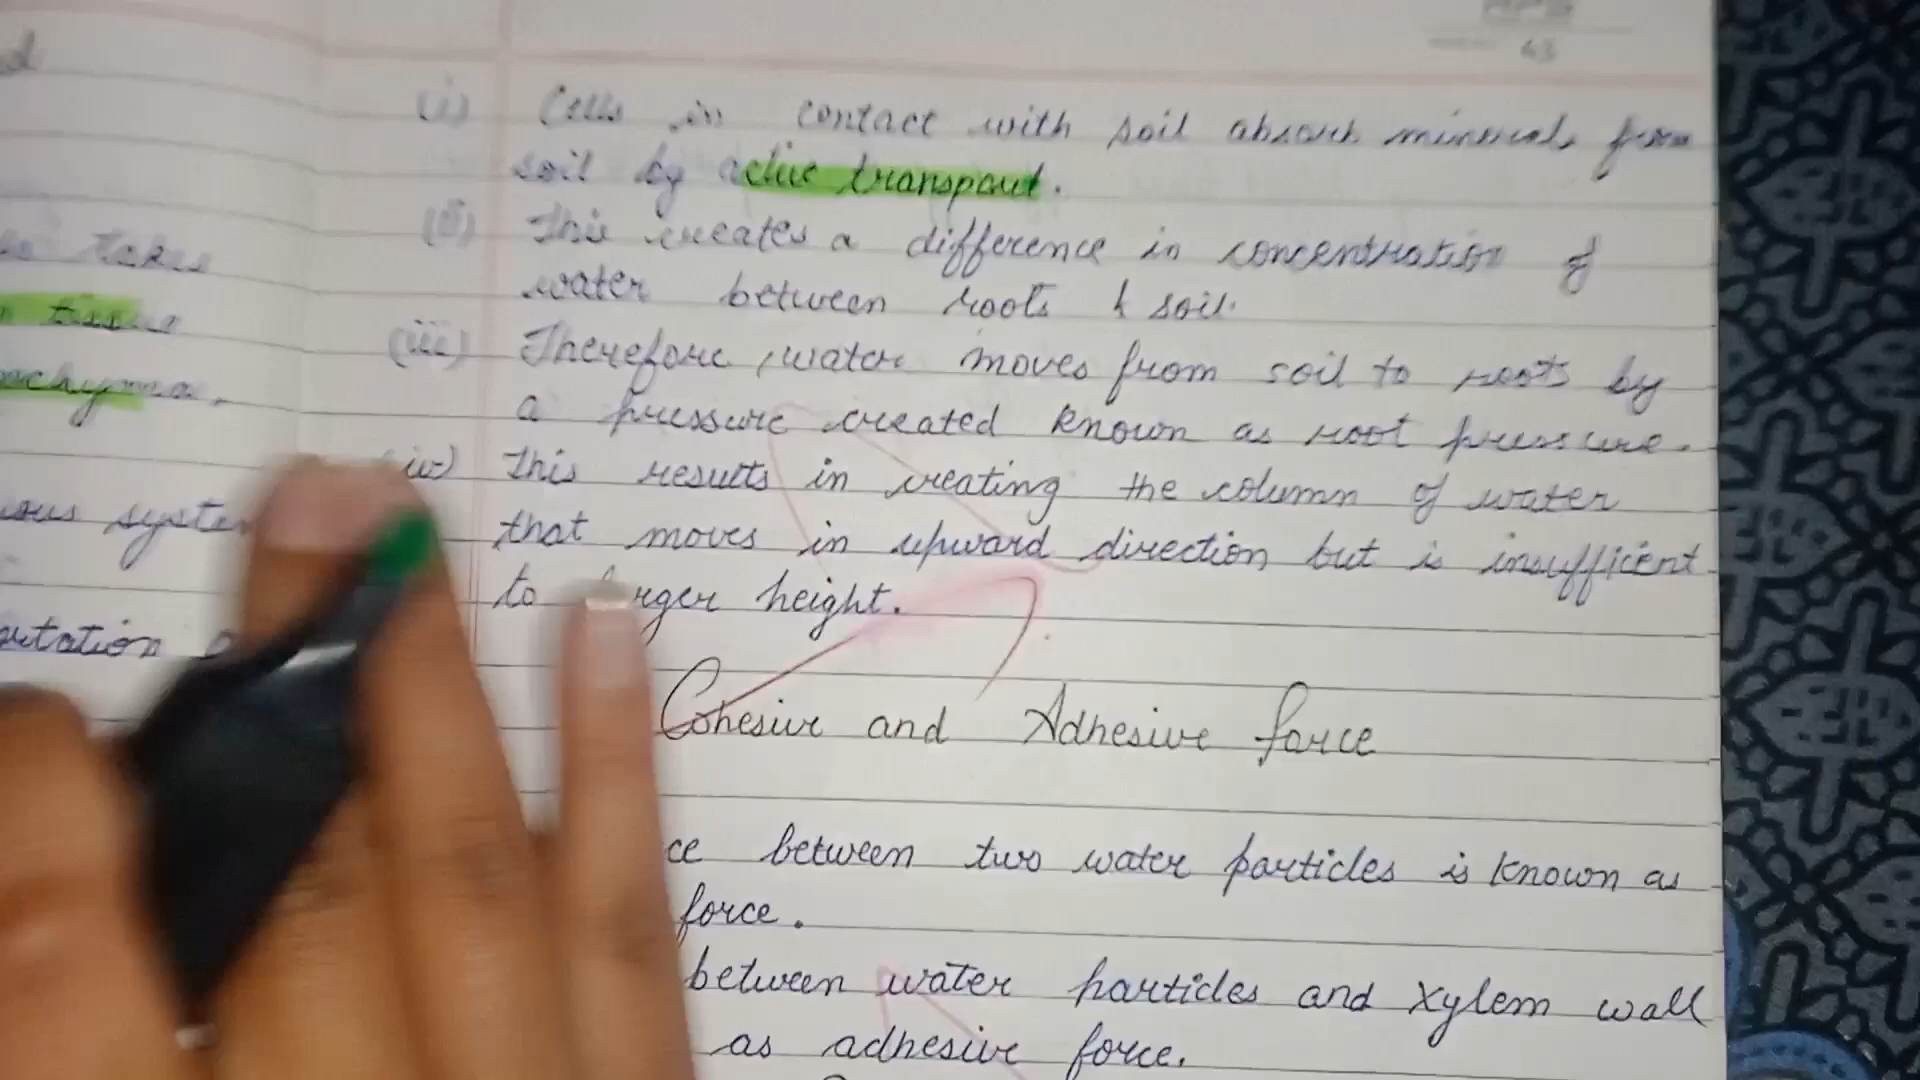 43
d
(i) Cells in contact with soil absorb minerals from
soil by active transport.
takes
(ii) This creates a difference in concentration of
water between roots & soil.
tissue
(iii) Therefore, water moves from soil to roots by
a pressure created known as root pressure.
(iv) This results in creating the column of water
system
that moves in upward direction but is insufficient
to height.
Cohesive and Adhesive force
between two water particles is known as
force.
between water particles and xylem wall
as adhesive force.